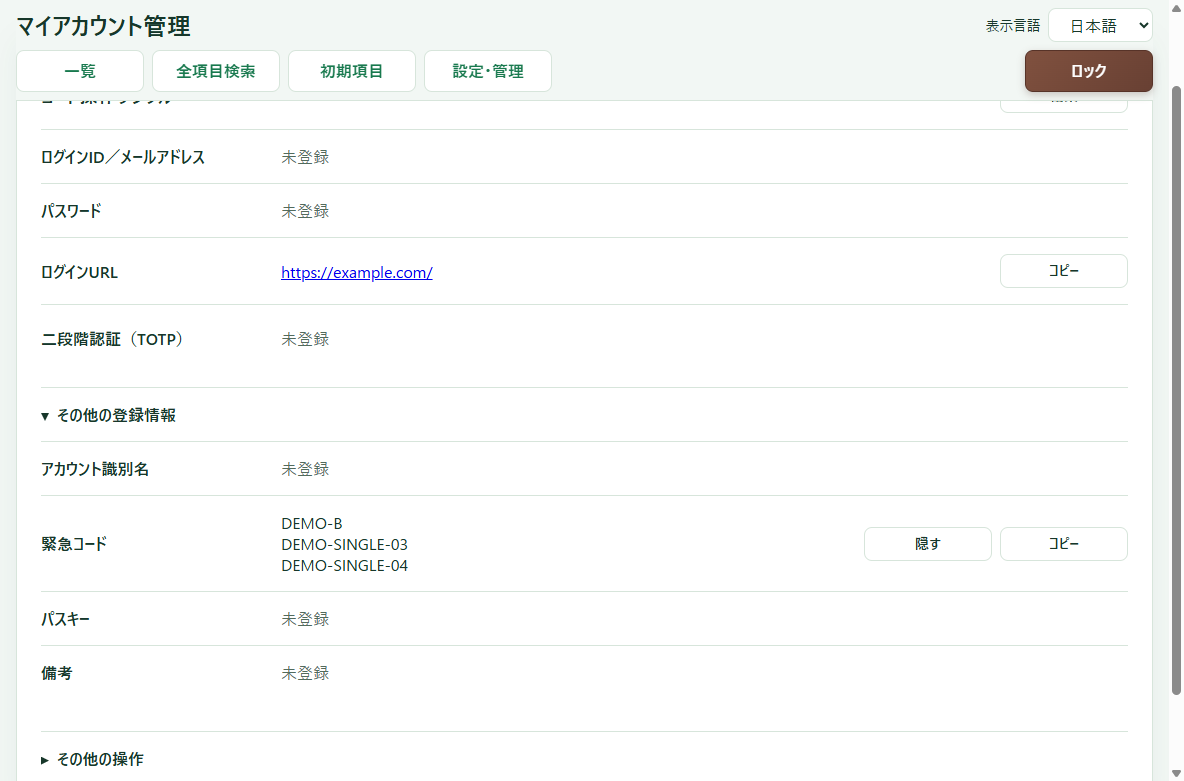 マイアカウント管理
表示言語
日本語
一覧
全項目検索
初期項目
設定・管理
ロック
ログインID／メールアドレス
未登録
パスワード
未登録
ログインURL
https://example.com/
コピー
二段階認証（TOTP）
未登録
▼ その他の登録情報
アカウント識別名
未登録
緊急コード
DEMO-B
DEMO-SINGLE-03
DEMO-SINGLE-04
隠す
コピー
パスキー
未登録
備考
未登録
▶ その他の操作